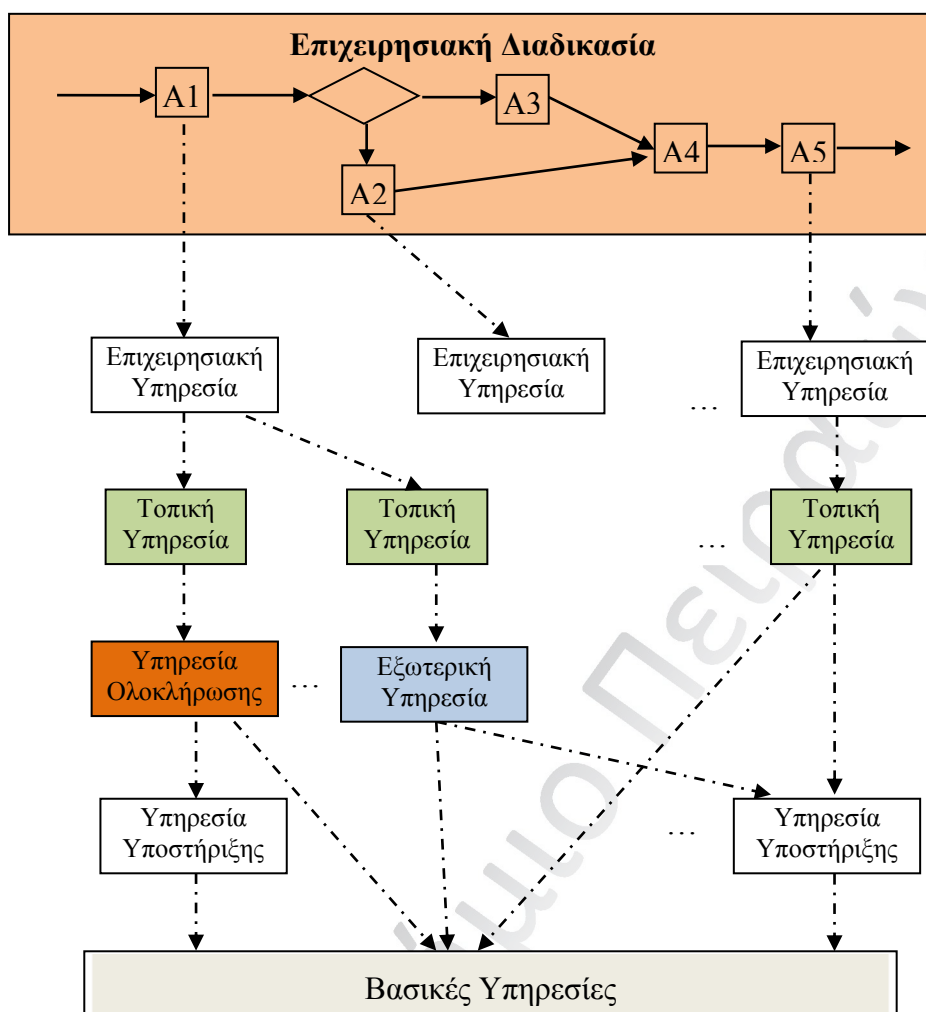 Επιχειρησιακή Διαδικασία
A1
A3
A4
A5
A2
Επιχειρησιακή
Υπηρεσία
Επιχειρησιακή
Υπηρεσία
...
Επιχειρησιακή
Υπηρεσία
Τοπική
Υπηρεσία
Τοπική
Υπηρεσία
...
Τοπική
Υπηρεσία
Υπηρεσία
Ολοκλήρωσης
...
Εξωτερική
Υπηρεσία
Υπηρεσία
Υποστήριξης
...
Υπηρεσία
Υποστήριξης
Βασικές Υπηρεσίες